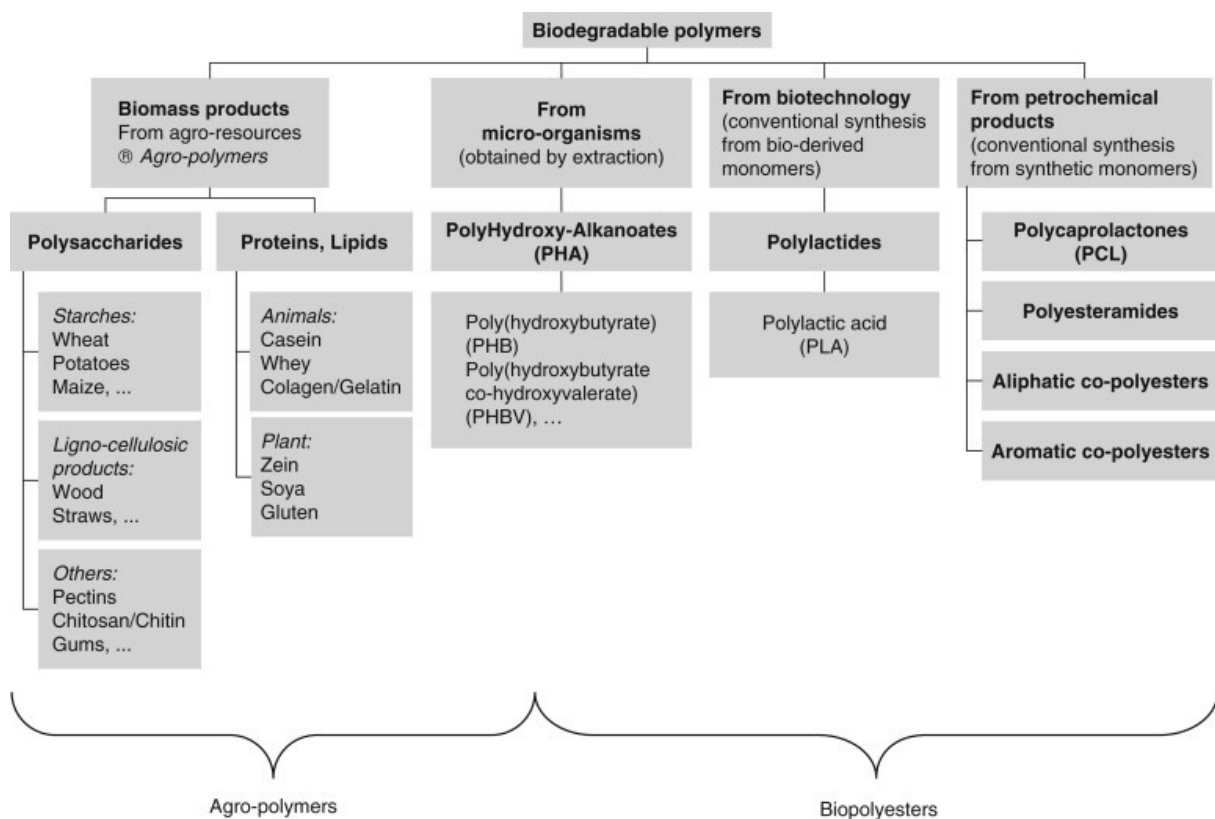 Biodegradable polymers
Biomass products
From agro-resources
® Agro-polymers
From
micro-organisms
(obtained by extraction)
From biotechnology
(conventional synthesis
from bio-derived
monomers)
From petrochemical
products
(conventional synthesis
from synthetic monomers)
Polysaccharides
Proteins, Lipids
PolyHydroxy-Alkanoates
(PHA)
Polylactides
Polycaprolactones
(PCL)
Starches:
Wheat
Potatoes
Maize, ...
Animals:
Casein
Whey
Colagen/Gelatin
Poly(hydroxybutyrate)
(PHB)
Poly(hydroxybutyrate
co-hydroxyvalerate)
(PHBV), ...
Polylactic acid
(PLA)
Polyesteramides
Aliphatic co-polyesters
Aromatic co-polyesters
Ligno-cellulosic
products:
Wood
Straws, ...
Plant:
Zein
Soya
Gluten
Others:
Pectins
Chitosan/Chitin
Gums, ...
Agro-polymers
Biopolyesters